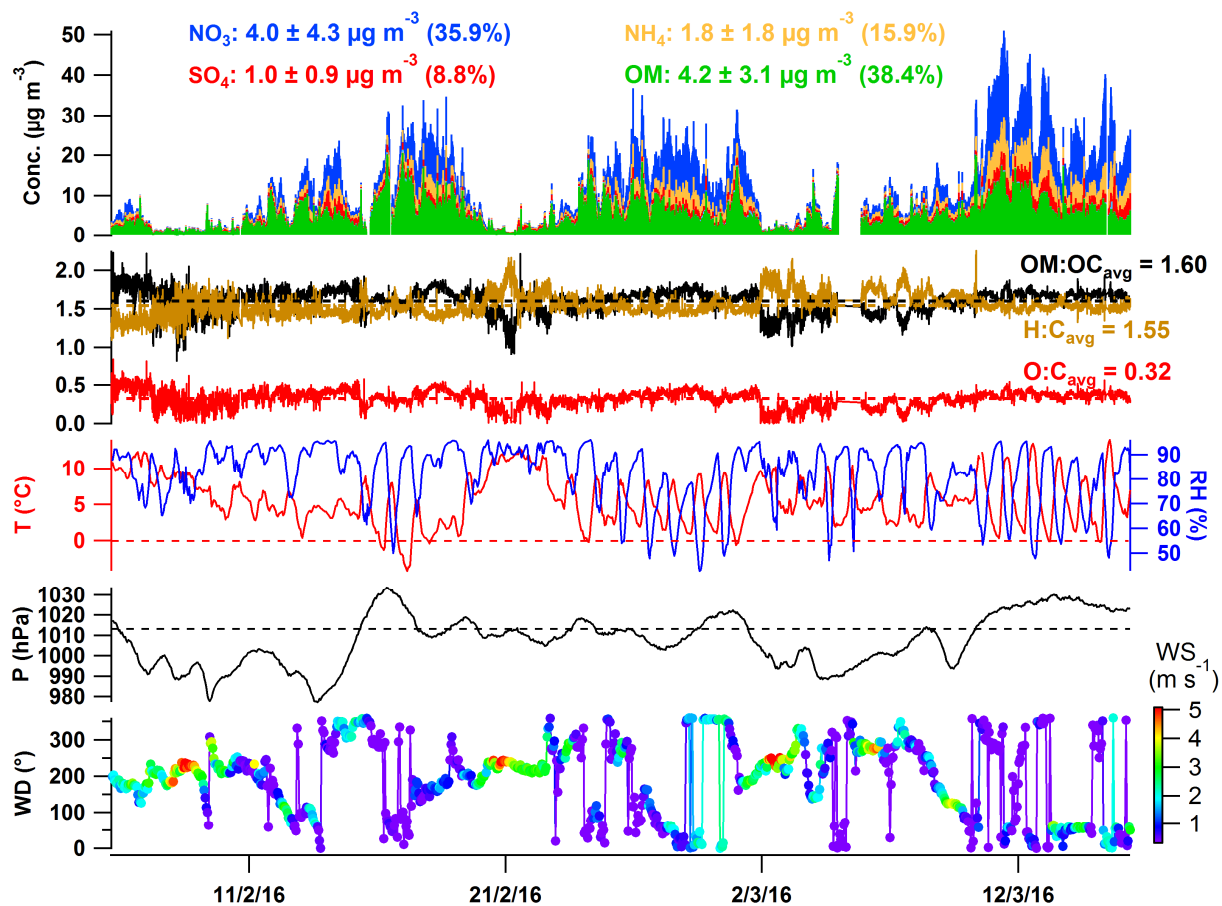 NO₃: 4.0 ± 4.3 µg m⁻³ (35.9%)
NH₄: 1.8 ± 1.8 µg m⁻³ (15.9%)
SO₄: 1.0 ± 0.9 µg m⁻³ (8.8%)
OM: 4.2 ± 3.1 µg m⁻³ (38.4%)
Conc. (µg m⁻³)
50
40
30
20
10
0
OM:OCavg = 1.60
H:Cavg = 1.55
O:Cavg = 0.32
2.0
1.5
1.0
0.5
0.0
T (°C)
10
5
0
RH (%)
90
80
70
60
50
P (hPa)
1030
1020
1010
1000
990
980
WD (°)
300
200
100
0
WS
(m s⁻¹)
5
4
3
2
1
11/2/16
21/2/16
2/3/16
12/3/16